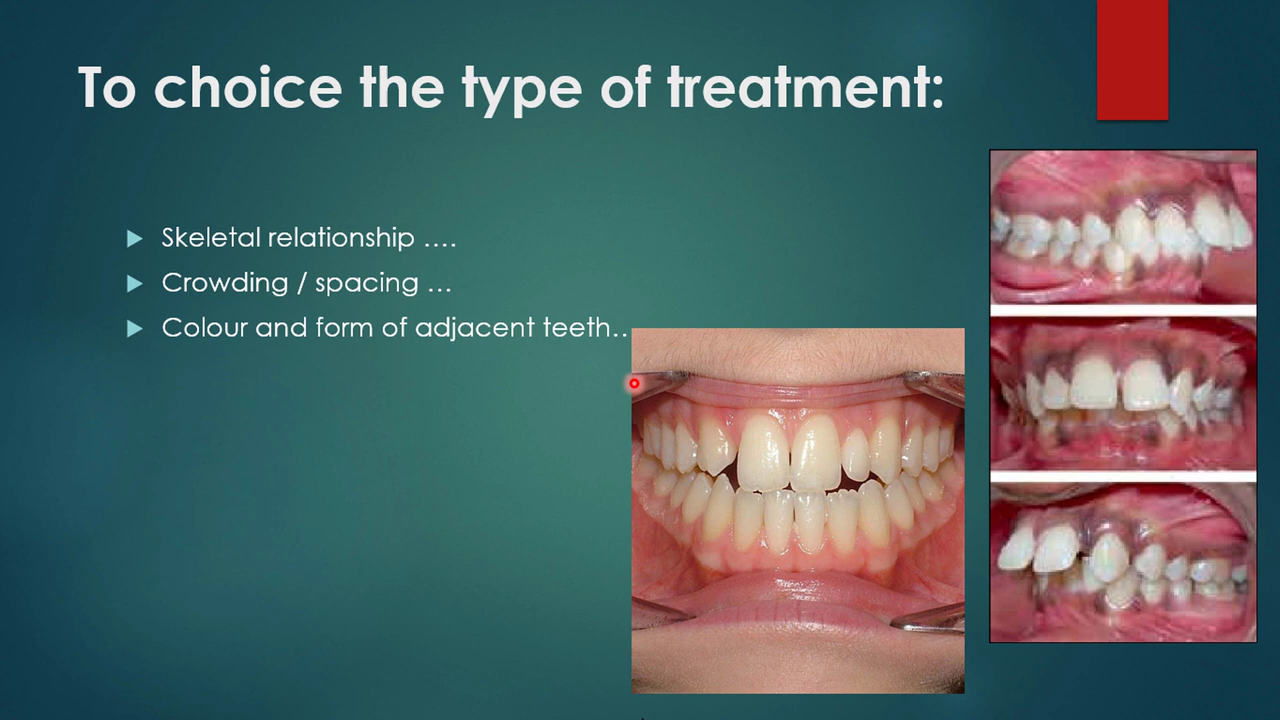 To choice the type of treatment:
Skeletal relationship ....
Crowding / spacing ...
Colour and form of adjacent teeth..